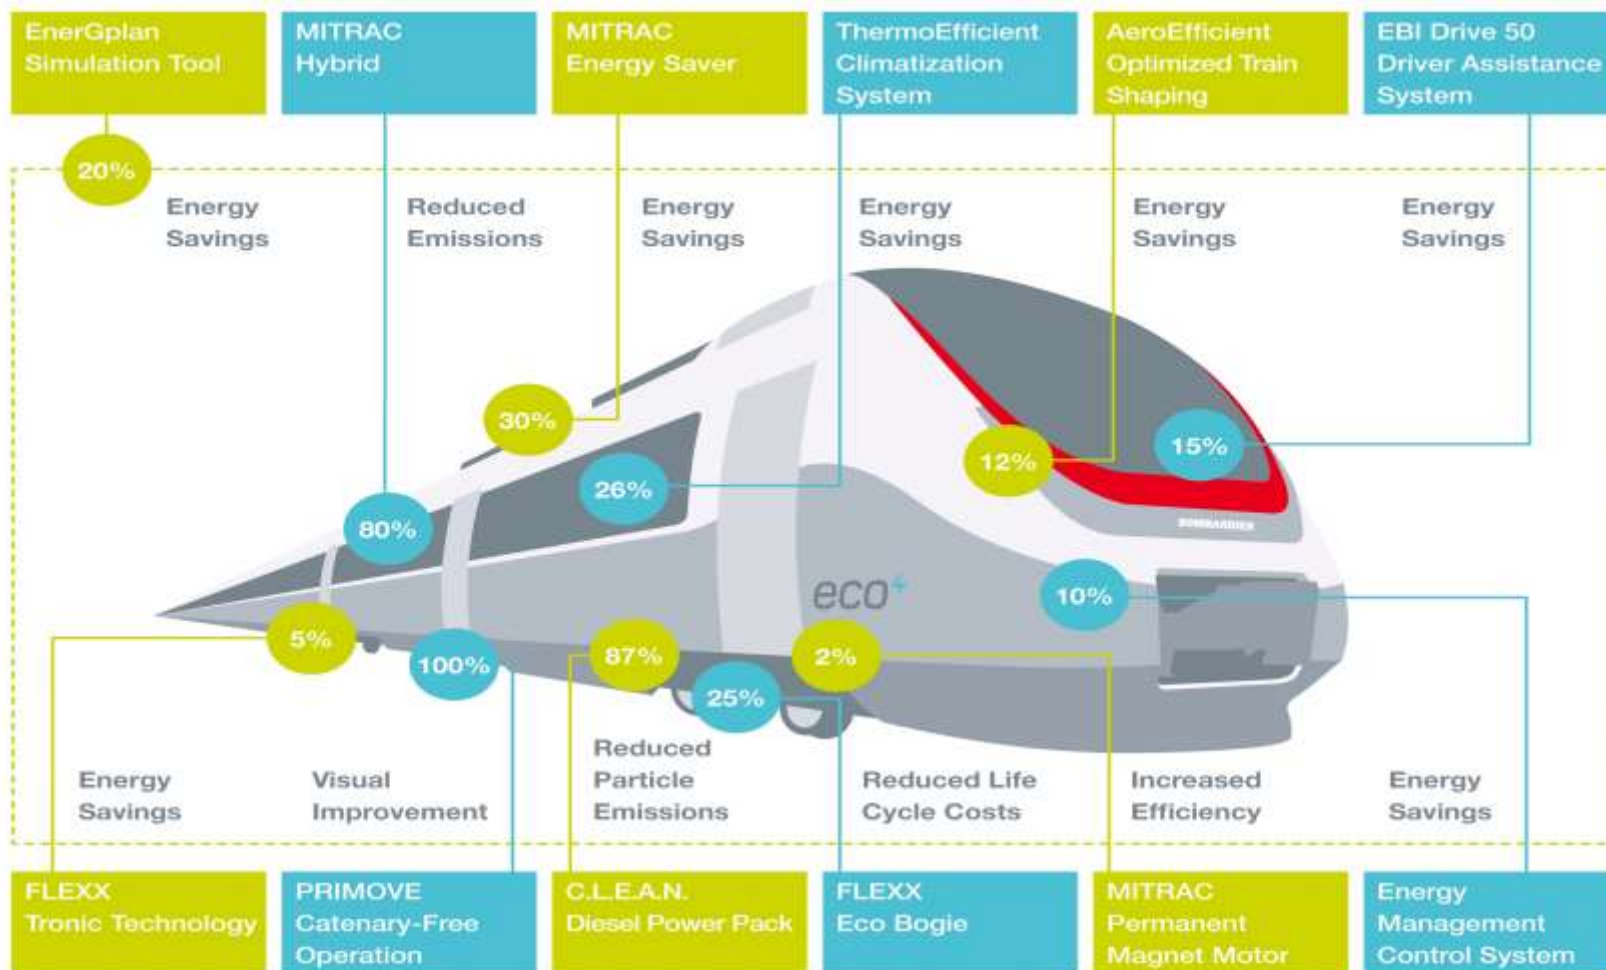 EnerGplan
Simulation Tool
MITRAC
Hybrid
MITRAC
Energy Saver
ThermoEfficient
Climatization
System
AeroEfficient
Optimized Train
Shaping
EBI Drive 50
Driver Assistance
System
20%
Energy
Savings
Reduced
Emissions
Energy
Savings
Energy
Savings
Energy
Savings
Energy
Savings
30%
12%
15%
26%
80%
BOMBARDIER
eco4
10%
5%
100%
87%
2%
25%
Energy
Savings
Visual
Improvement
Reduced
Particle
Emissions
Reduced Life
Cycle Costs
Increased
Efficiency
Energy
Savings
FLEXX
Tronic Technology
PRIMOVE
Catenary-Free
Operation
C.L.E.A.N.
Diesel Power Pack
FLEXX
Eco Bogie
MITRAC
Permanent
Magnet Motor
Energy
Management
Control System